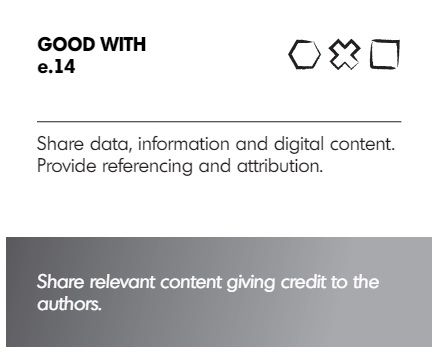 GOOD WITH
e.14
Share data, information and digital content.
Provide referencing and attribution.
Share relevant content giving credit to the
authors.